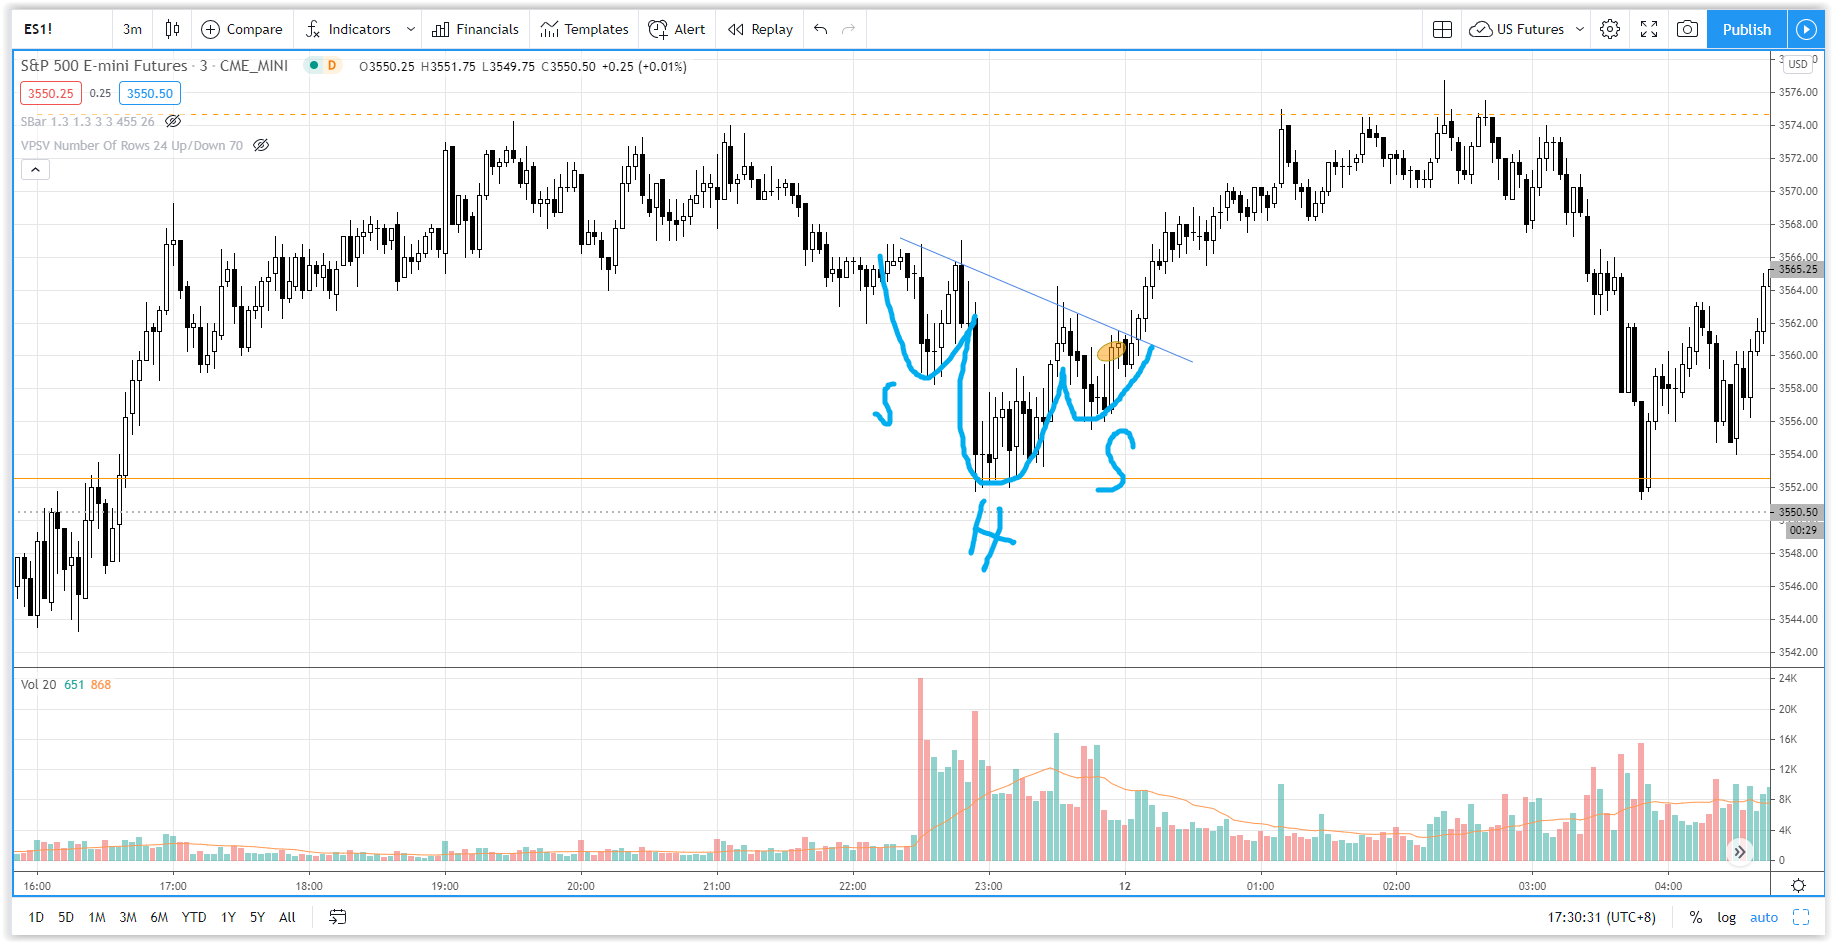 ES1! 3m Compare Indicators Financials Templates Alert Replay US Futures Publish
S&P 500 E-mini Futures · 3 · CME_MINI D O3550.25 H3551.75 L3549.75 C3550.50 +0.25 (+0.01%)
USD
3550.25 0.25 3550.50
SBar 1.3 1.3 3 3 455 26
VPSV Number Of Rows 24 Up/Down 70
3576.00
3574.00
3572.00
3570.00
3568.00
3566.00
3565.25
3564.00
3562.00
3560.00
3558.00
3556.00
3554.00
3552.00
3550.50
00:29
3548.00
3546.00
3544.00
3542.00
S
H
S
Vol 20 651 868
24K
20K
16K
12K
8K
4K
0
16:00 17:00 18:00 19:00 20:00 21:00 22:00 23:00 12 01:00 02:00 03:00 04:00
1D 5D 1M 3M 6M YTD 1Y 5Y All 17:30:31 (UTC+8) % log auto